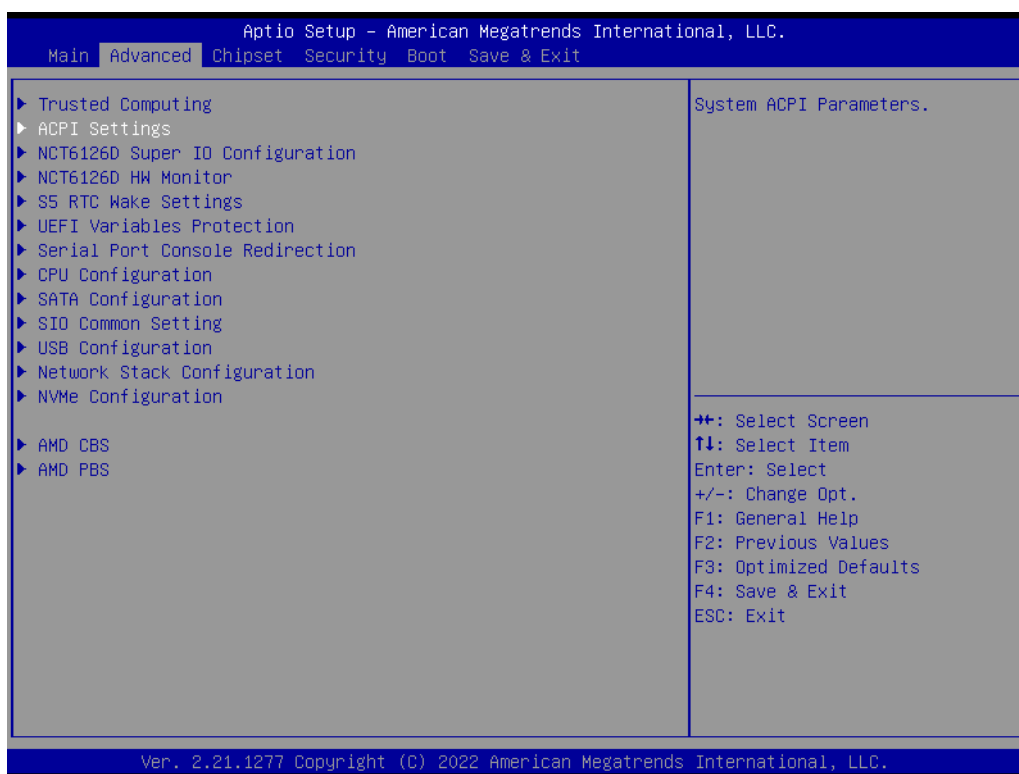 Aptio Setup – American Megatrends International, LLC.
Main Advanced Chipset Security Boot Save & Exit
Trusted Computing
ACPI Settings
NCT6126D Super IO Configuration
NCT6126D HW Monitor
S5 RTC Wake Settings
UEFI Variables Protection
Serial Port Console Redirection
CPU Configuration
SATA Configuration
SIO Common Setting
USB Configuration
Network Stack Configuration
NVMe Configuration
AMD CBS
AMD PBS
System ACPI Parameters.
→←: Select Screen
↑↓: Select Item
Enter: Select
+/-: Change Opt.
F1: General Help
F2: Previous Values
F3: Optimized Defaults
F4: Save & Exit
ESC: Exit
Ver. 2.21.1277 Copyright (C) 2022 American Megatrends International, LLC.